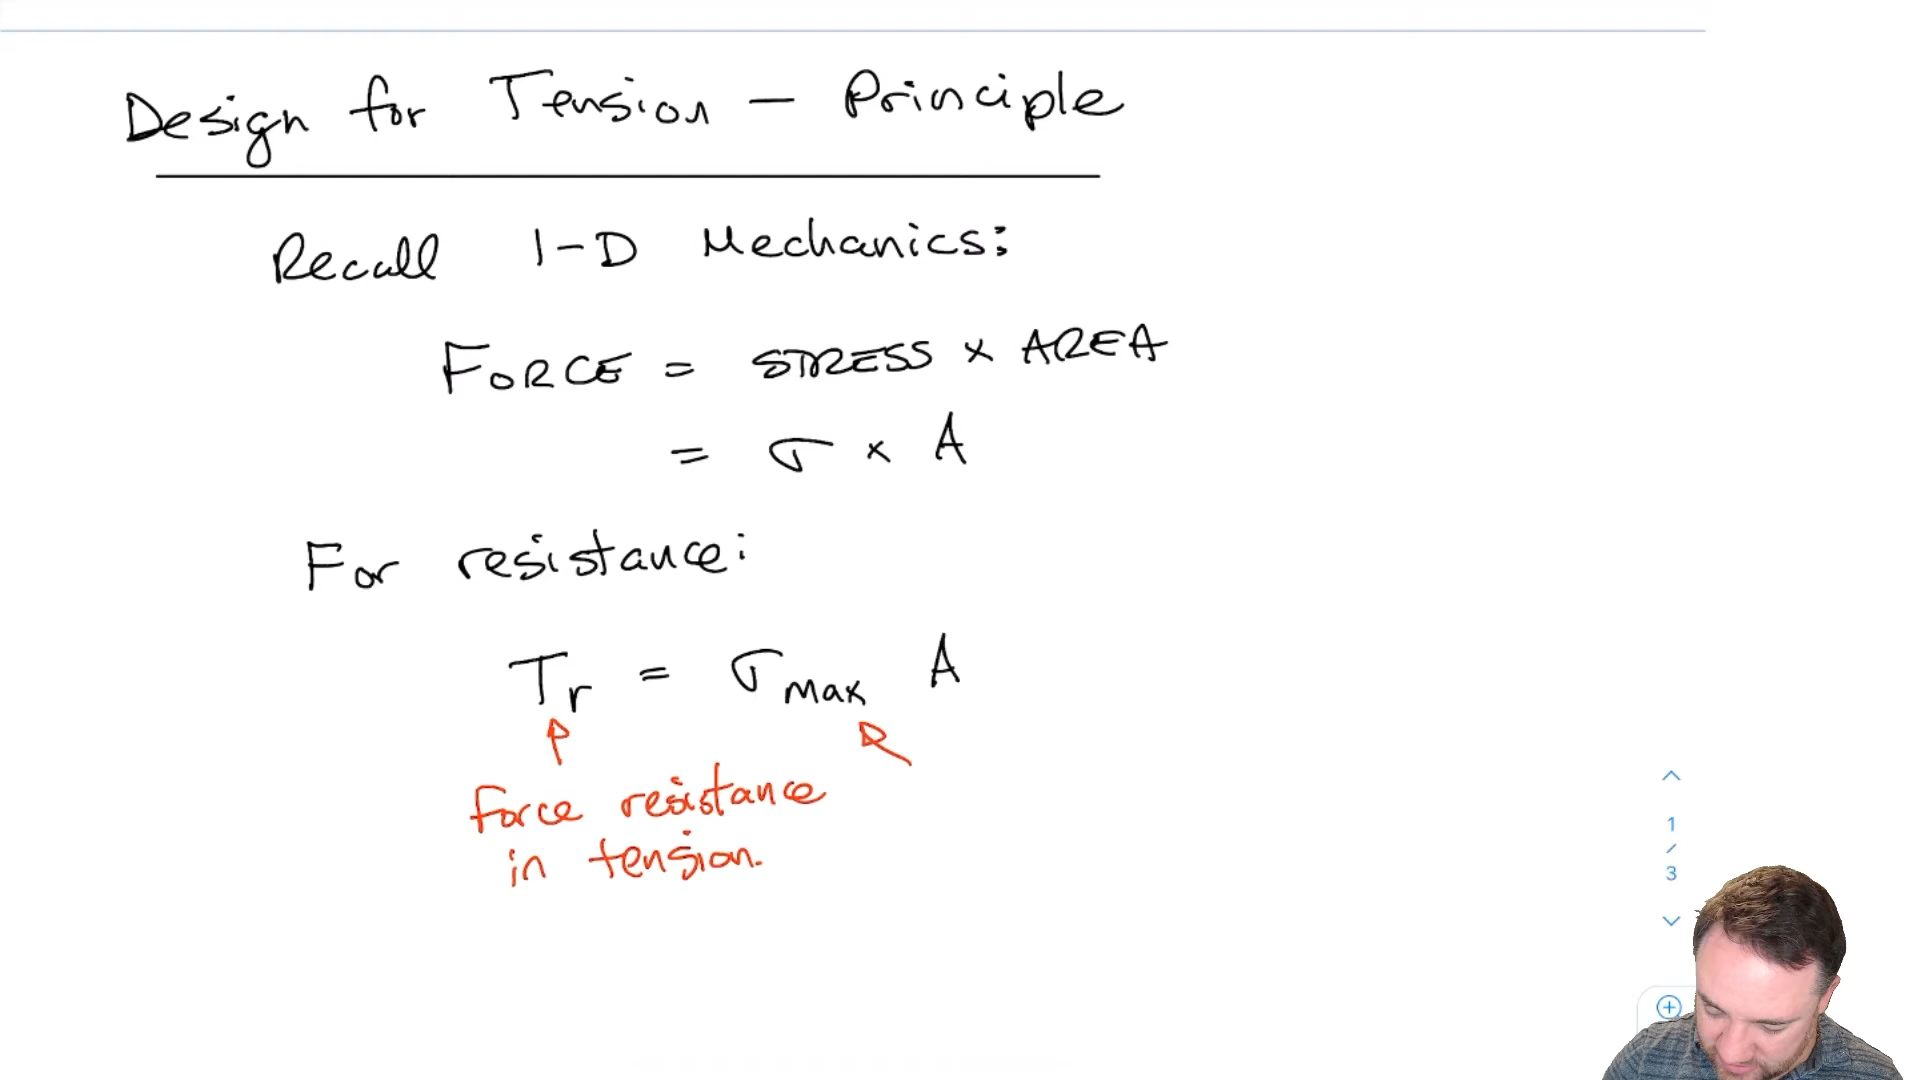 Design for Tension — Principle
Recall 1-D Mechanics:
FORCE = STRESS × AREA
= σ × A
For resistance:
Tr = σmax A
Force resistance
in tension.
1
/
3